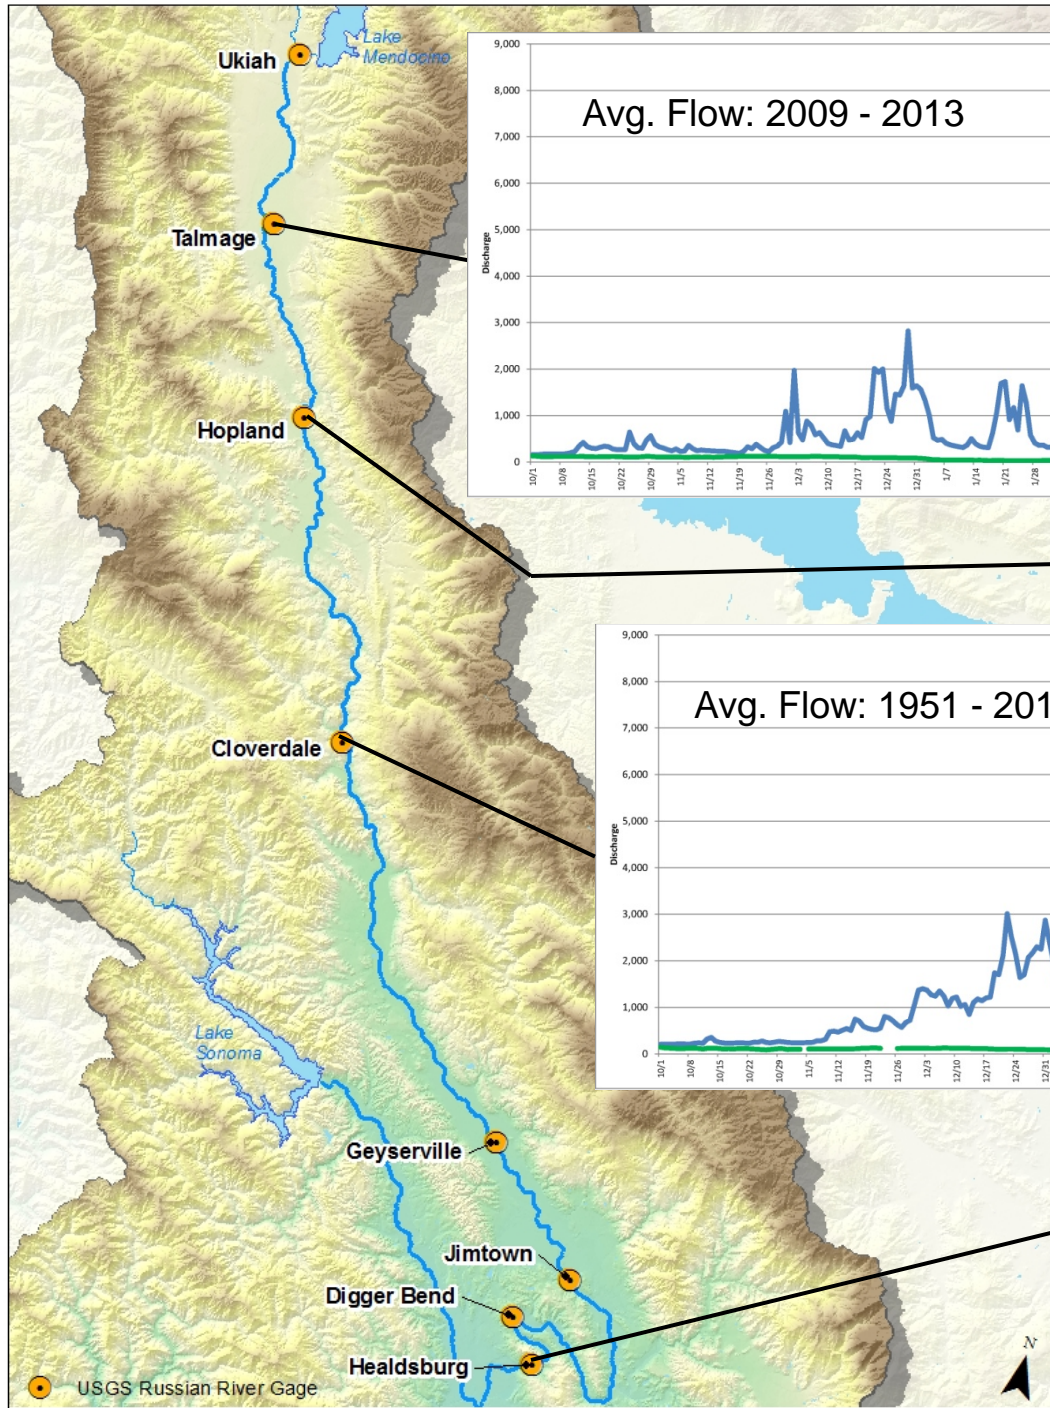 Ukiah
Lake
Mendocino
Talmage
Hopland
Cloverdale
Lake
Sonoma
Geyserville
Jimtown
Digger Bend
Healdsburg
USGS Russian River Gage
N
Avg. Flow: 2009 - 2013
Discharge
9,000
8,000
7,000
6,000
5,000
4,000
3,000
2,000
1,000
0
10/1
10/8
10/15
10/22
10/29
11/5
11/12
11/19
11/26
12/3
12/10
12/17
12/24
12/31
1/7
1/14
1/21
1/28
Avg. Flow: 1951 - 201
Discharge
9,000
8,000
7,000
6,000
5,000
4,000
3,000
2,000
1,000
0
10/1
10/8
10/15
10/22
10/29
11/5
11/12
11/19
11/26
12/3
12/10
12/17
12/24
12/31